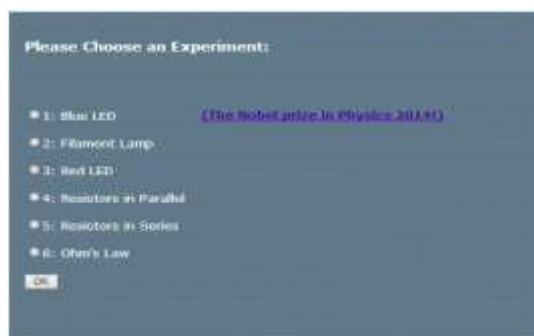 Please Choose an Experiment:
1: Blue LED (The Nobel prize in Physics 2014!)
2: Filament Lamp
3: Red LED
4: Resistors in Parallel
5: Resistors in Series
6: Ohm's Law
OK